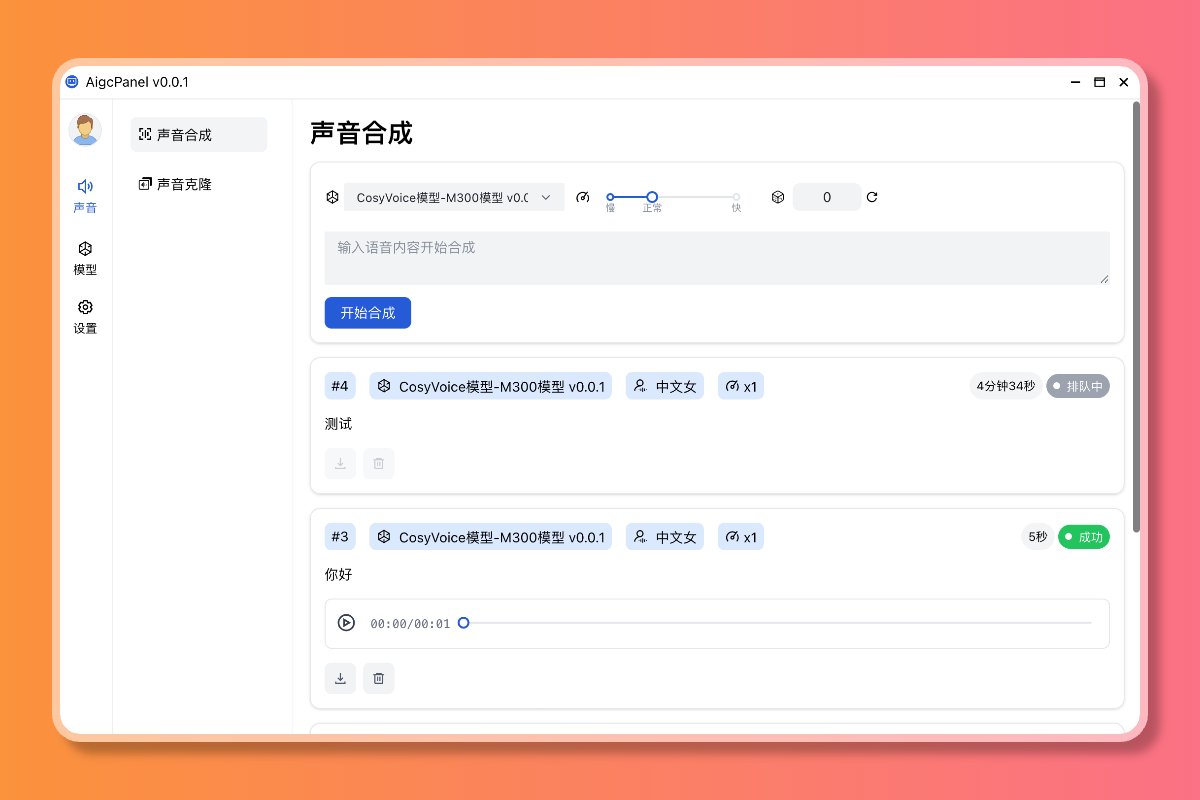 AigcPanel v0.0.1
声音
模型
设置
声音合成
声音克隆
声音合成
CosyVoice模型-M300模型 v0.(
慢 正常 快
0
输入语音内容开始合成
开始合成
#4 CosyVoice模型-M300模型 v0.0.1 中文女 x1 4分钟34秒 排队中
测试
#3 CosyVoice模型-M300模型 v0.0.1 中文女 x1 5秒 成功
你好
00:00/00:01